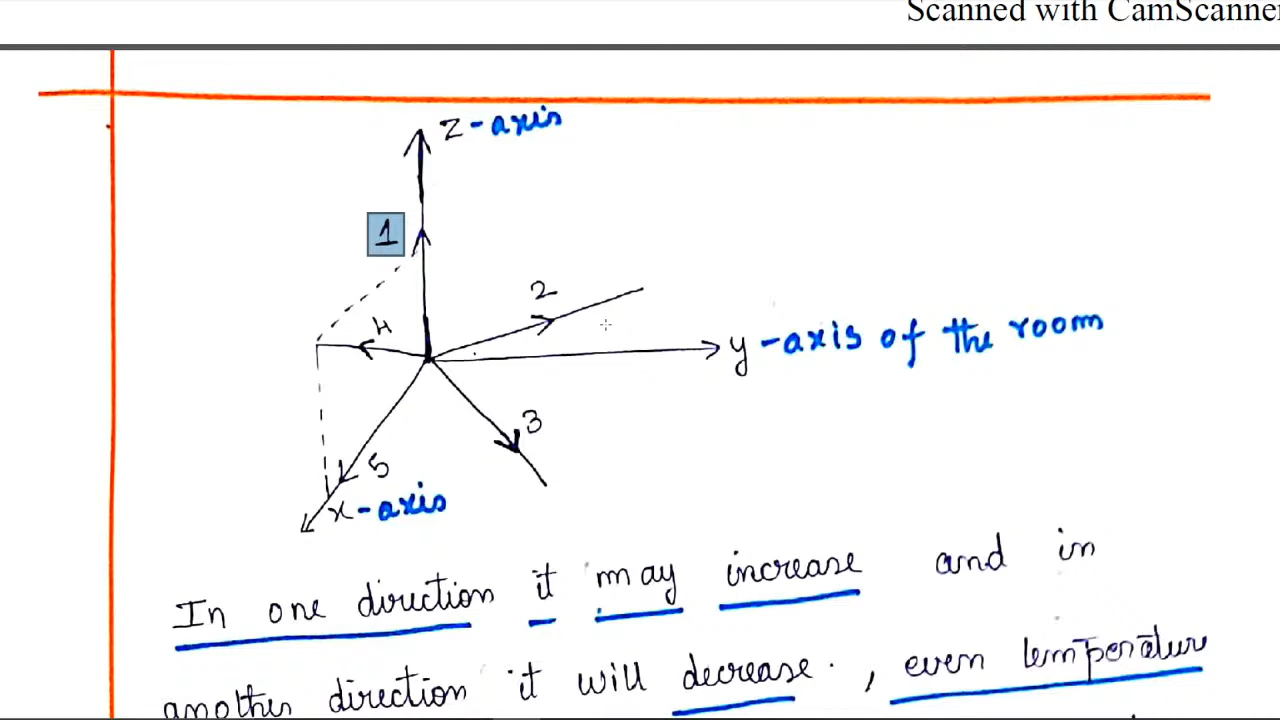 Scanned with CamScanner
z-axis
1
2
4
y-axis of the room
3
5
x-axis
In one direction it may increase and in
another direction it will decrease. , even temperature